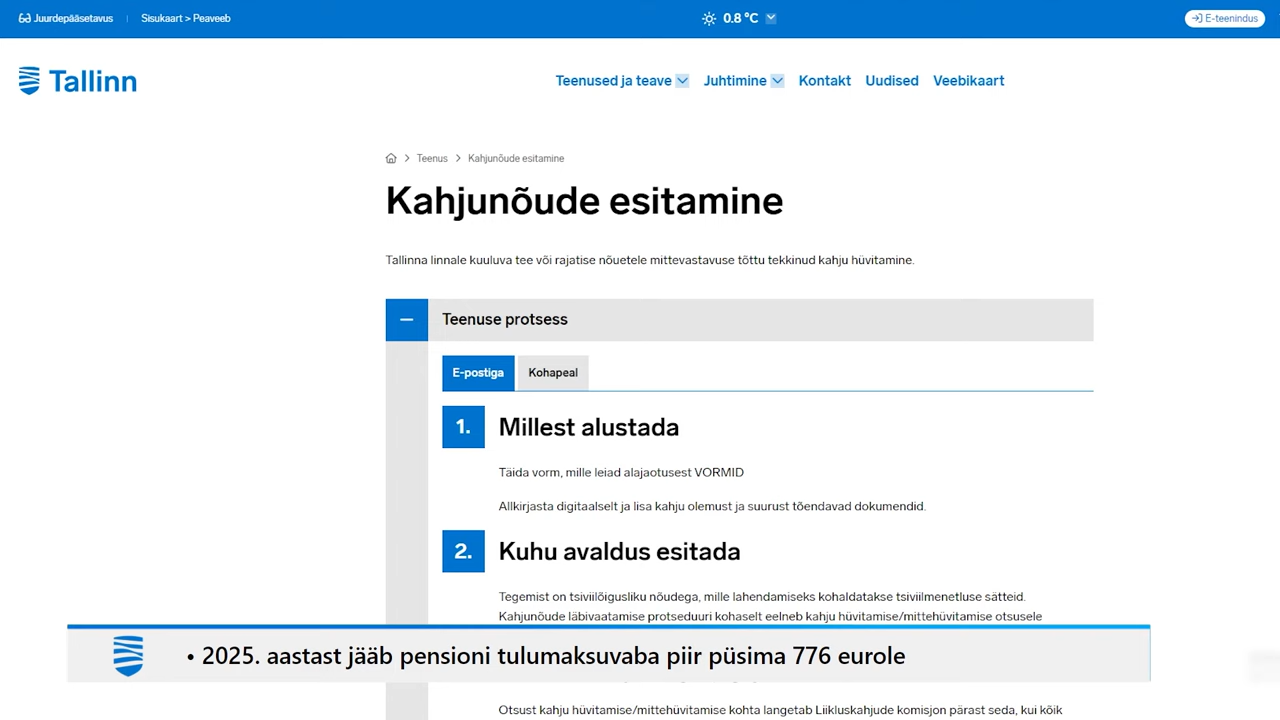 Juurdepääsetavus
Sisukaart > Peaveeb
0.8 °C
E-teenindus
Tallinn
Teenused ja teave
Juhtimine
Kontakt
Uudised
Veebikaart
Teenus
Kahjunõude esitamine
Kahjunõude esitamine
Tallinna linnale kuuluva tee või rajatise nõuetele mittevastavuse tõttu tekkinud kahju hüvitamine.
Teenuse protsess
E-postiga
Kohapeal
1. Millest alustada
Täida vorm, mille leiad alajaotusest VORMID
Allkirjasta digitaalselt ja lisa kahju olemust ja suurust tõendavad dokumendid.
2. Kuhu avaldus esitada
Tegemist on tsiviilõigusliku nõudega, mille lahendamiseks kohaldatakse tsiviilmenetluse sätteid.
Kahjunõude läbivaatamise protseduuri kohaselt eelneb kahju hüvitamise/mittehüvitamise otsusele
• 2025. aastast jääb pensioni tulumaksuvaba piir püsima 776 eurole
Otsust kahju hüvitamise/mittehüvitamise kohta langetab Liikluskahjude komisjon pärast seda, kui kõik